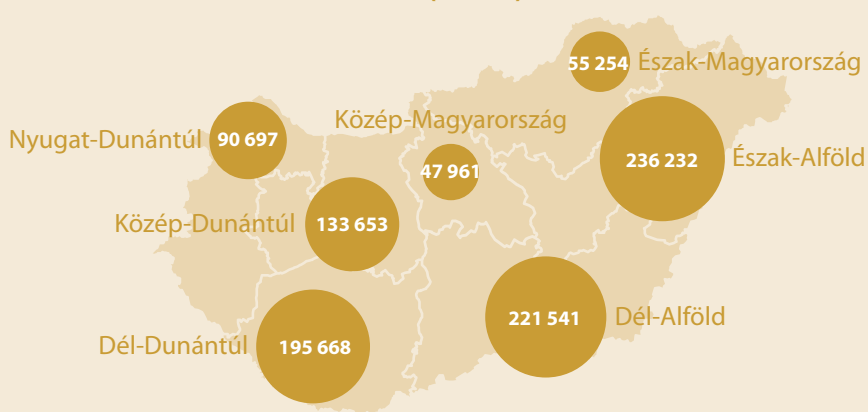 55 254 Észak-Magyarország
Közép-Magyarország
Nyugat-Dunántúl 90 697
236 232 Észak-Alföld
47 961
Közép-Dunántúl 133 653
221 541 Dél-Alföld
Dél-Dunántúl 195 668